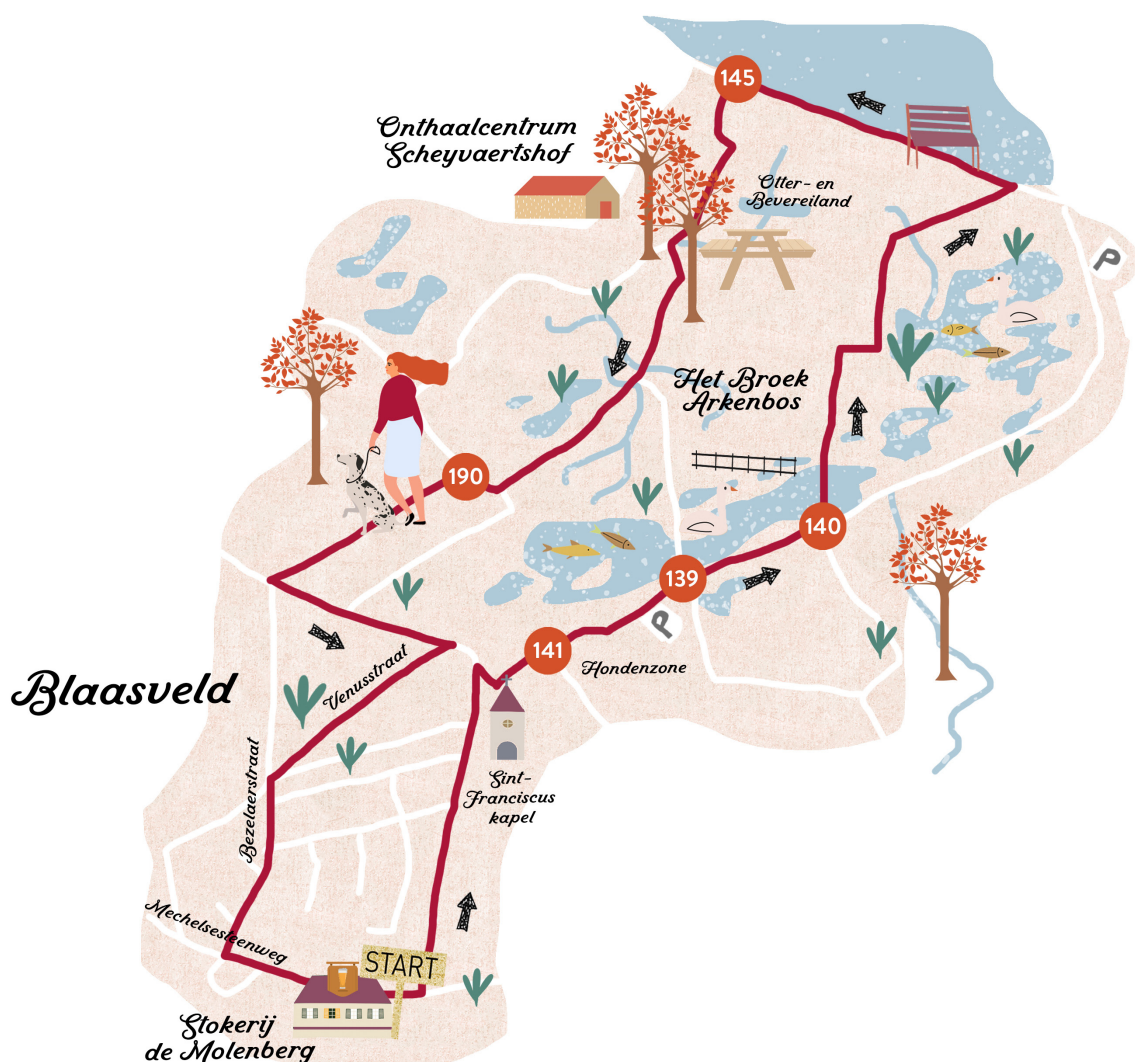 145
Onthaalcentrum
Scheyvaertshof
Otter- en
Bevereiland
P
Het Broek
Arkenbos
190
140
139
P
141
Hondenzone
Blaasveld
Venusstraat
Sint-
Franciscus
kapel
Bezelaerstraat
Mechelsesteenweg
START
Stokerij
de Molenberg